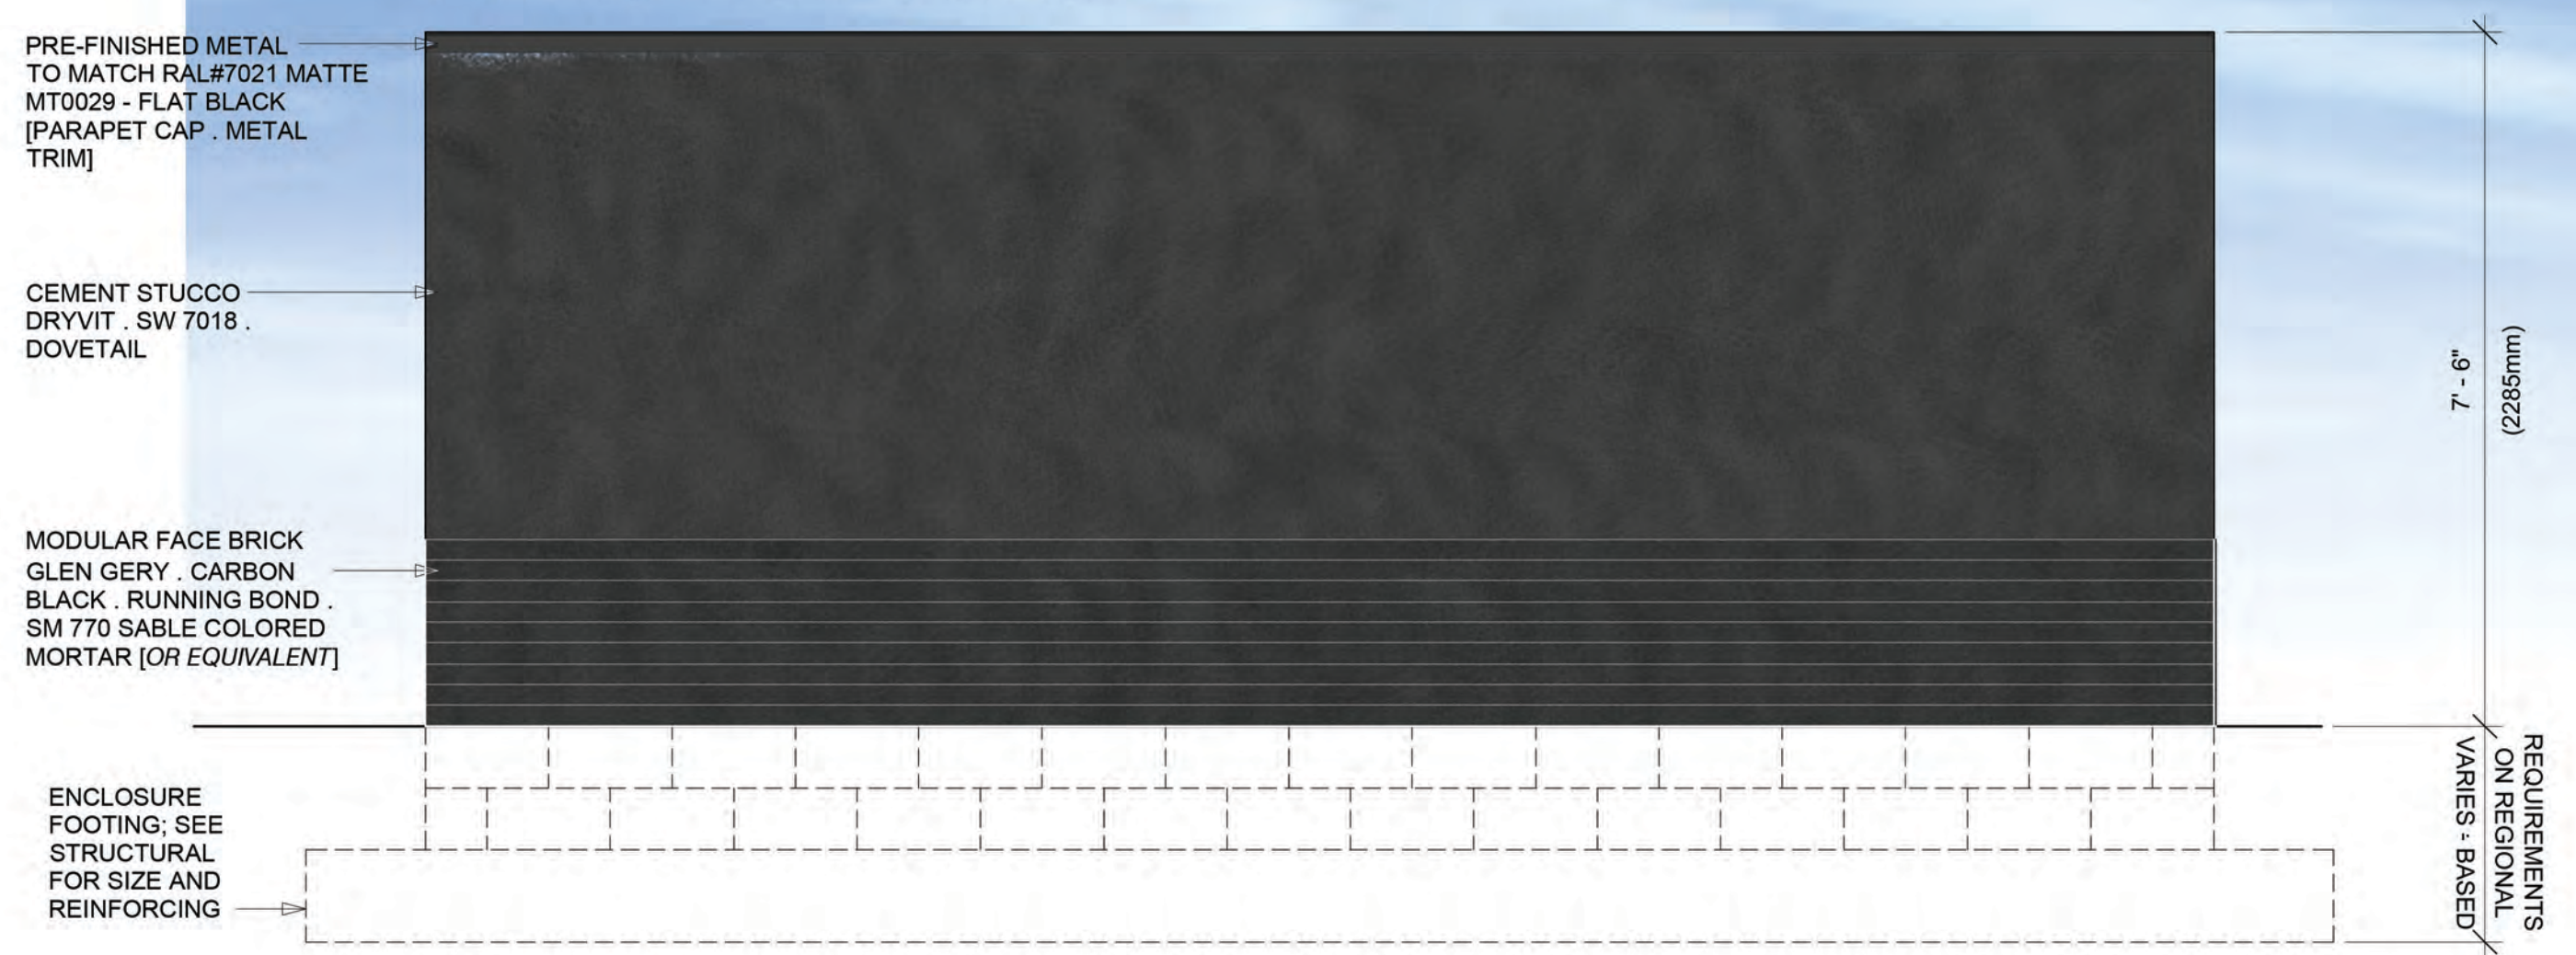 PRE-FINISHED METAL
TO MATCH RAL#7021 MATTE
MT0029 - FLAT BLACK
[PARAPET CAP . METAL
TRIM]
CEMENT STUCCO
DRYVIT . SW 7018 .
DOVETAIL
MODULAR FACE BRICK
GLEN GERY . CARBON
BLACK . RUNNING BOND .
SM 770 SABLE COLORED
MORTAR [OR EQUIVALENT]
ENCLOSURE
FOOTING; SEE
STRUCTURAL
FOR SIZE AND
REINFORCING
7' - 6"
(2285mm)
VARIES - BASED
ON REGIONAL
REQUIREMENTS